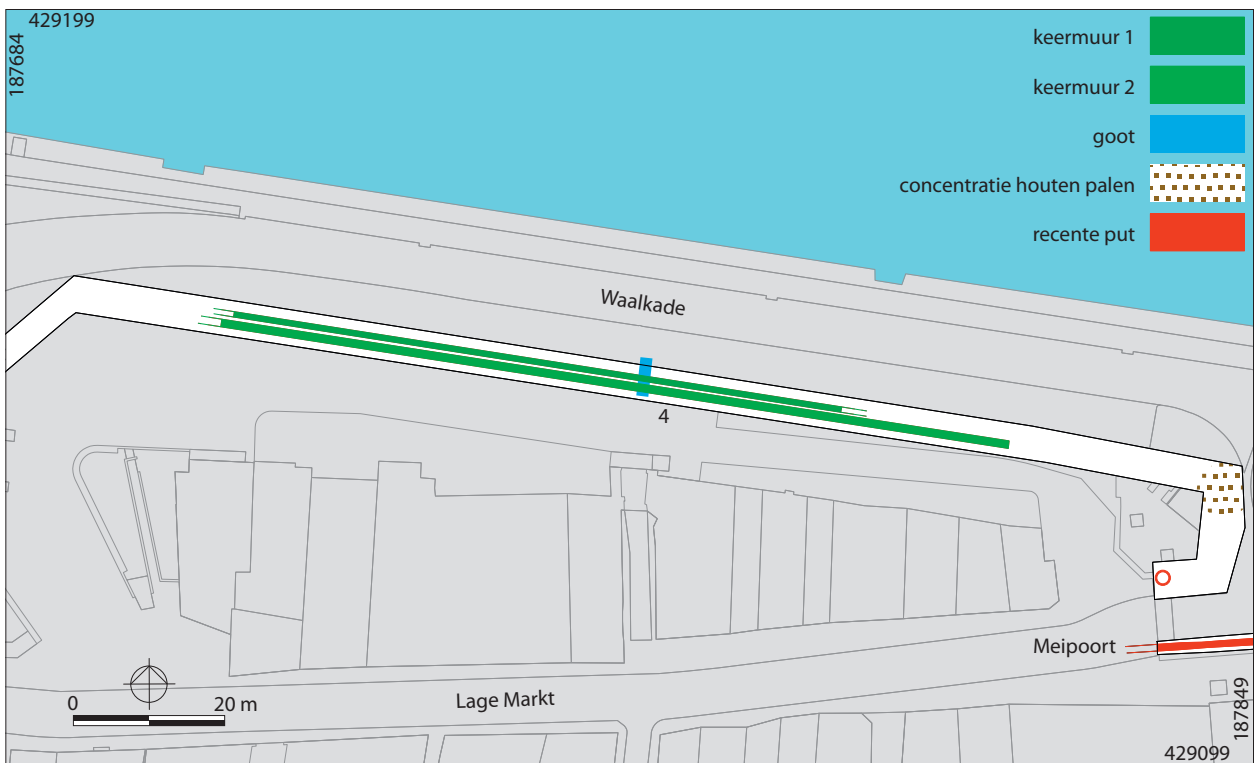 429199
187684
keermuur 1
keermuur 2
goot
concentratie houten palen
recente put
Waalkade
4
Meipoort
0 20 m
Lage Markt
187849
429099